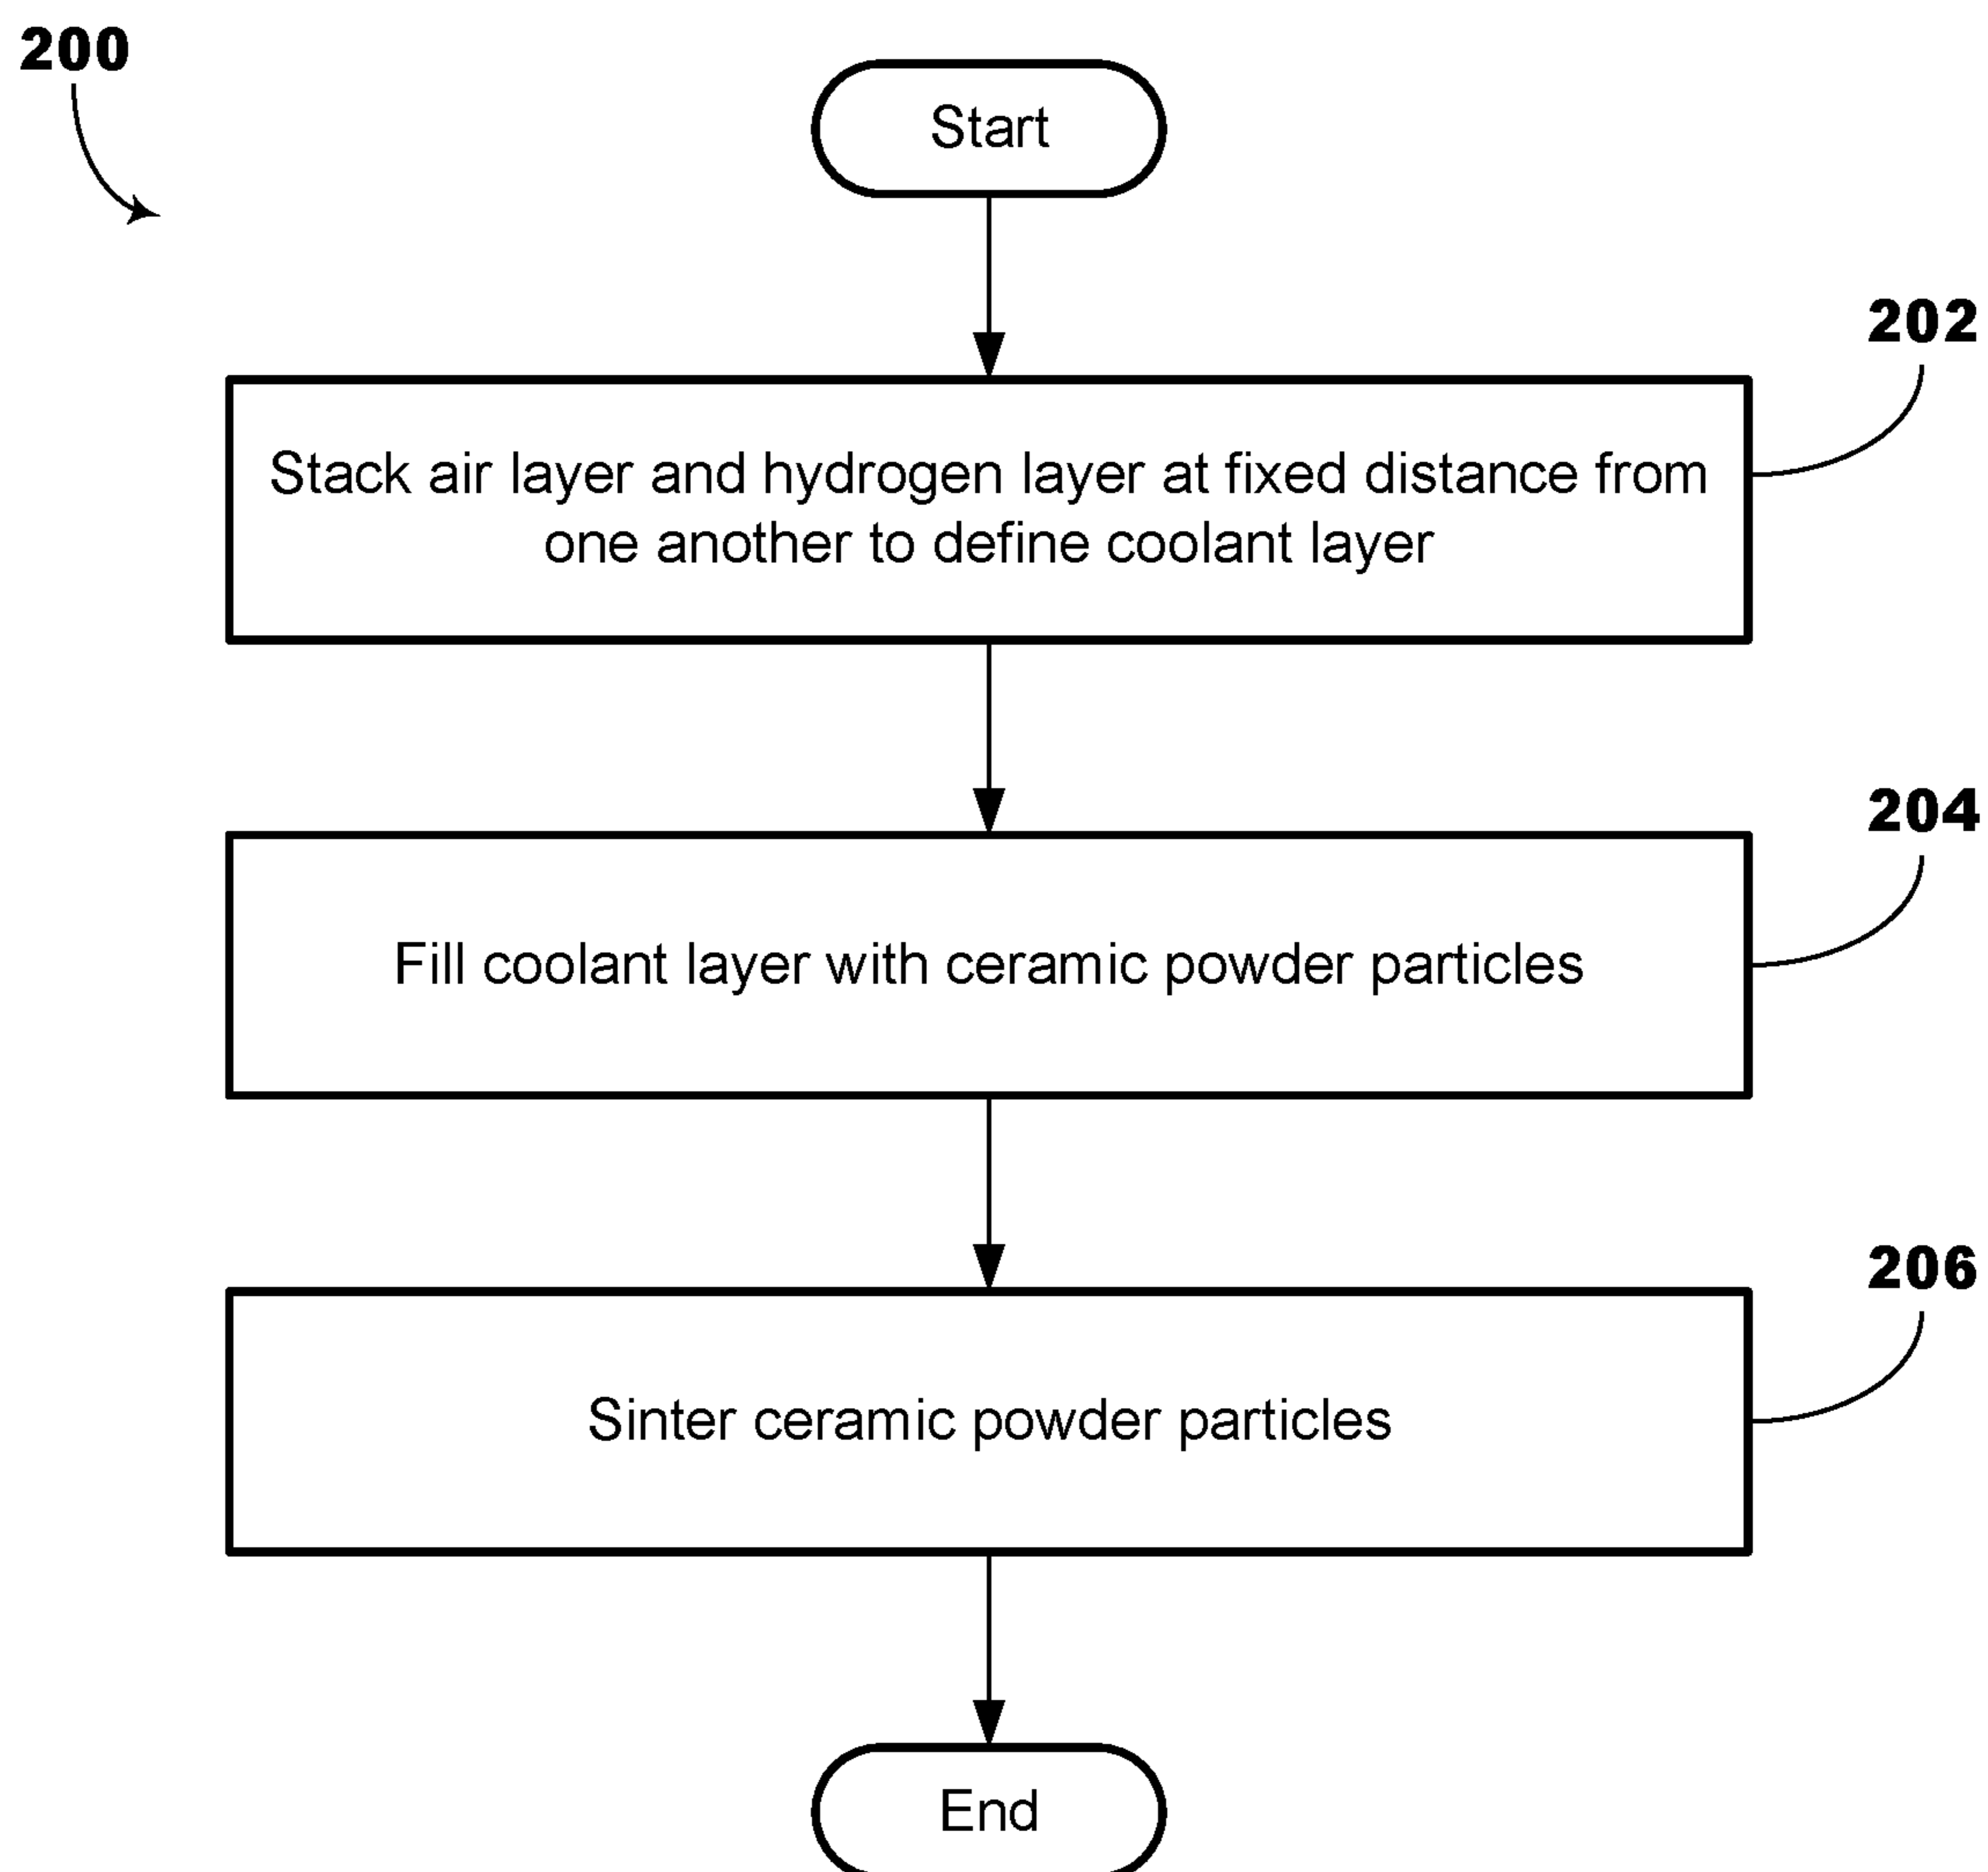 200
Start
202
Stack air layer and hydrogen layer at fixed distance from
one another to define coolant layer
204
Fill coolant layer with ceramic powder particles
206
Sinter ceramic powder particles
End